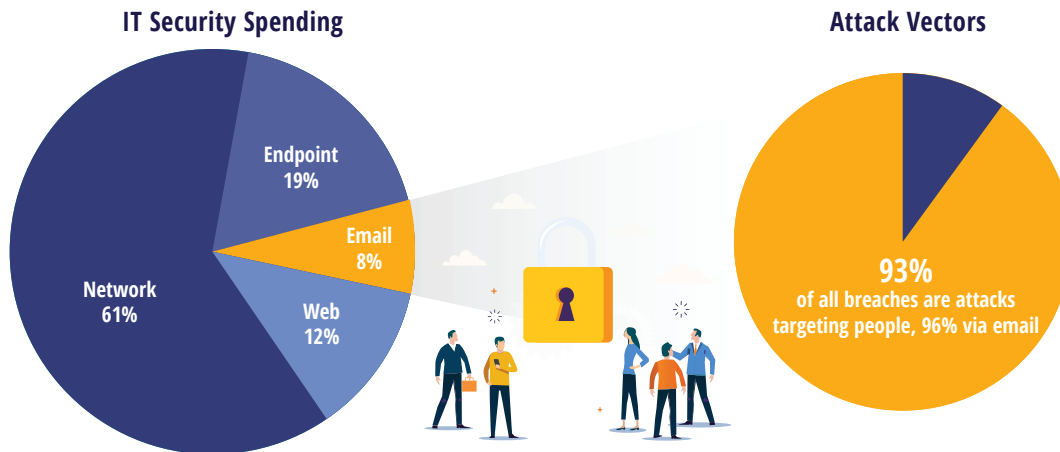 IT Security Spending
Endpoint
19%
Email
8%
Network
61%
Web
12%
Attack Vectors
93%
of all breaches are attacks
targeting people, 96% via email